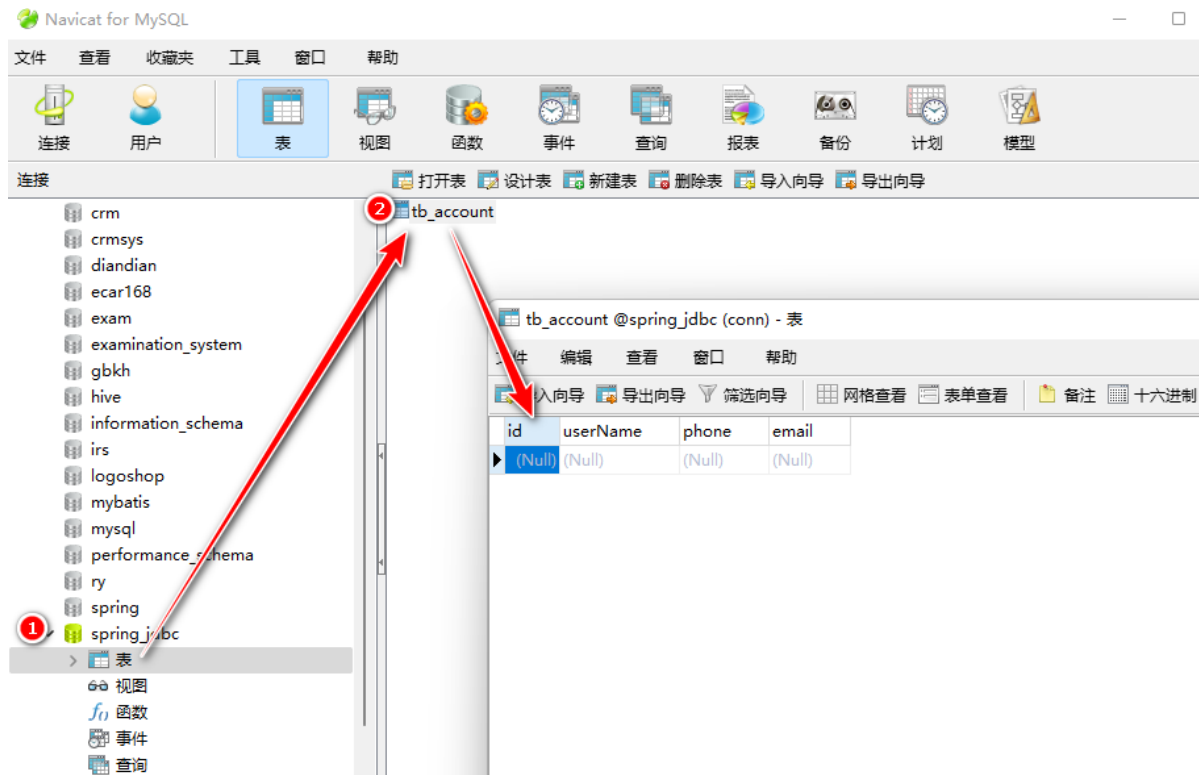 Navicat for MySQL
文件 查看 收藏夹 工具 窗口 帮助
连接 用户 表 视图 函数 事件 查询 报表 备份 计划 模型
连接 打开表 设计表 新建表 删除表 导入向导 导出向导
crm
crmsys
diandian
ecar168
exam
examination_system
gbkh
hive
information_schema
irs
logoshop
mybatis
mysql
performance_schema
ry
spring
1 spring_jdbc
表
视图
函数
事件
查询
2 tb_account
tb_account @spring_jdbc (conn) - 表
文件 编辑 查看 窗口 帮助
导入向导 导出向导 筛选向导 网格查看 表单查看 备注 十六进制
id userName phone email
(Null) (Null) (Null) (Null)